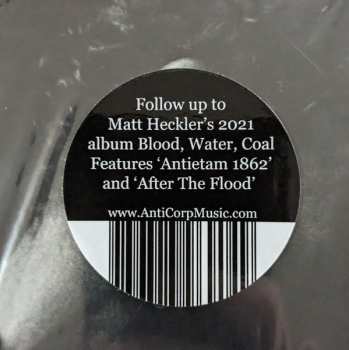 Follow up to
Matt Heckler's 2021
album Blood, Water, Coal
Features 'Antietam 1862'
and 'After The Flood'
www.AntiCorpMusic.com